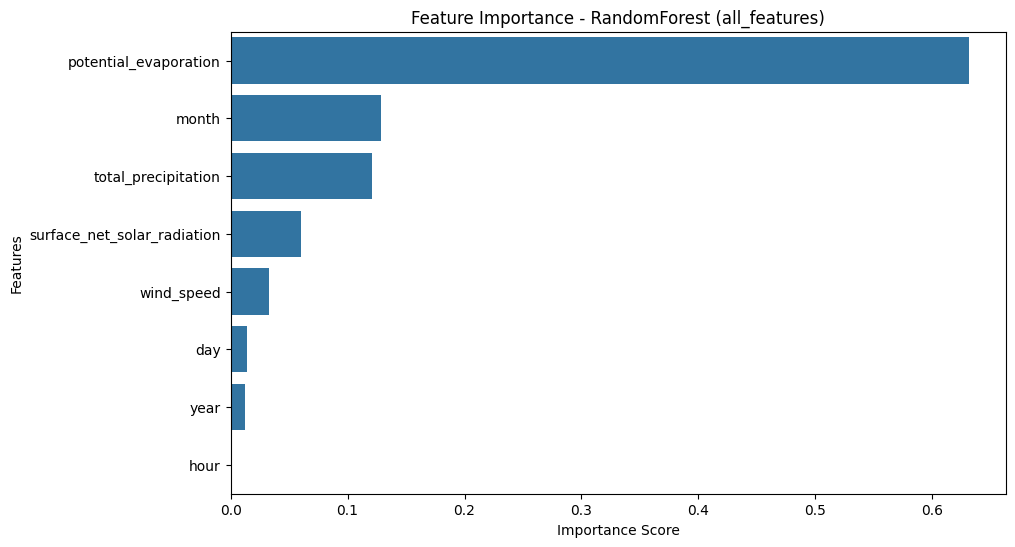 Feature Importance - RandomForest (all_features)
potential_evaporation
month
total_precipitation
surface_net_solar_radiation
wind_speed
day
year
hour
Features
0.0 0.1 0.2 0.3 0.4 0.5 0.6
Importance Score